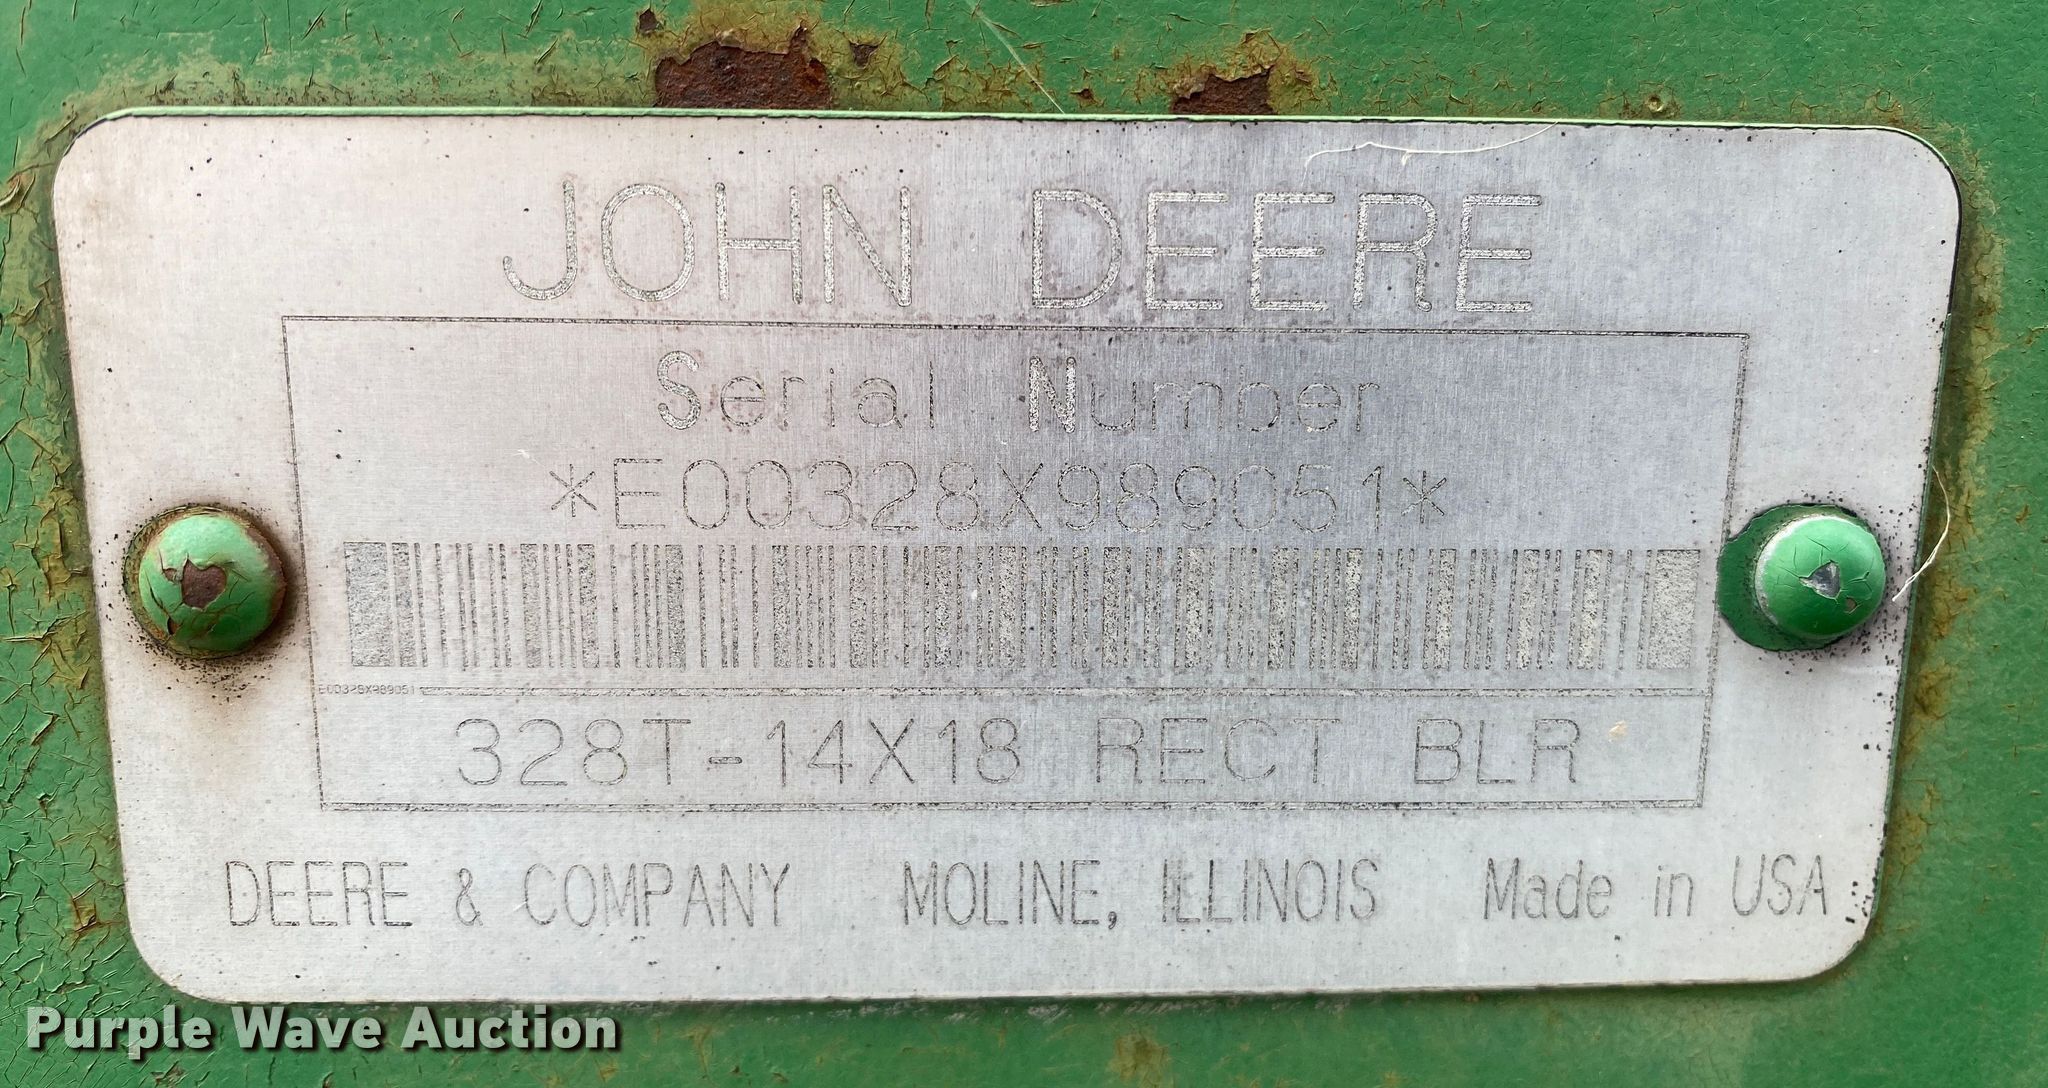 JOHN DEERE
Serial Number
*E00328X989051*
E00328X989051
328T-14X18 RECT BLR
DEERE & COMPANY MOLINE, ILLINOIS Made in USA
Purple Wave Auction